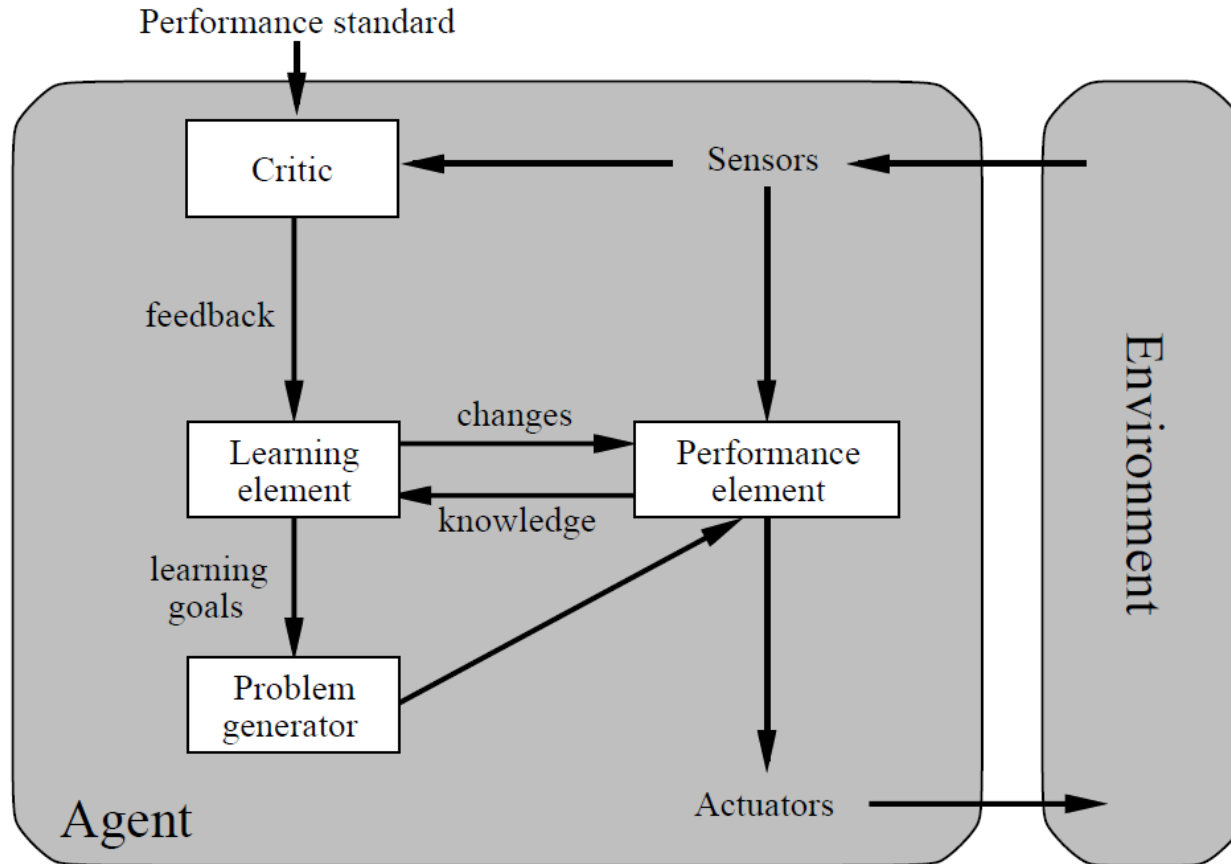 Performance standard
Critic
Sensors
feedback
changes
Learning
element
Performance
element
knowledge
learning
goals
Problem
generator
Agent
Actuators
Environment